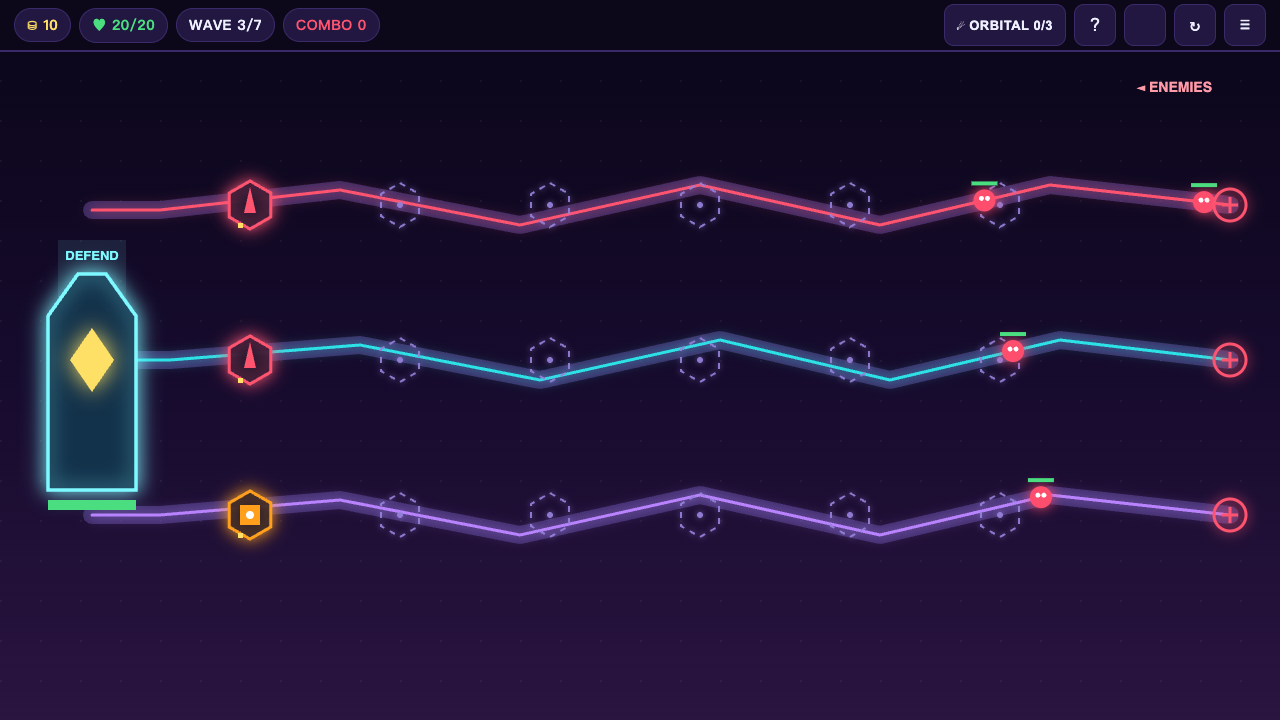 ⛁ 10
♥ 20/20
WAVE 3/7
COMBO 0
☄ ORBITAL 0/3
?
↻
☰
◄ ENEMIES
DEFEND